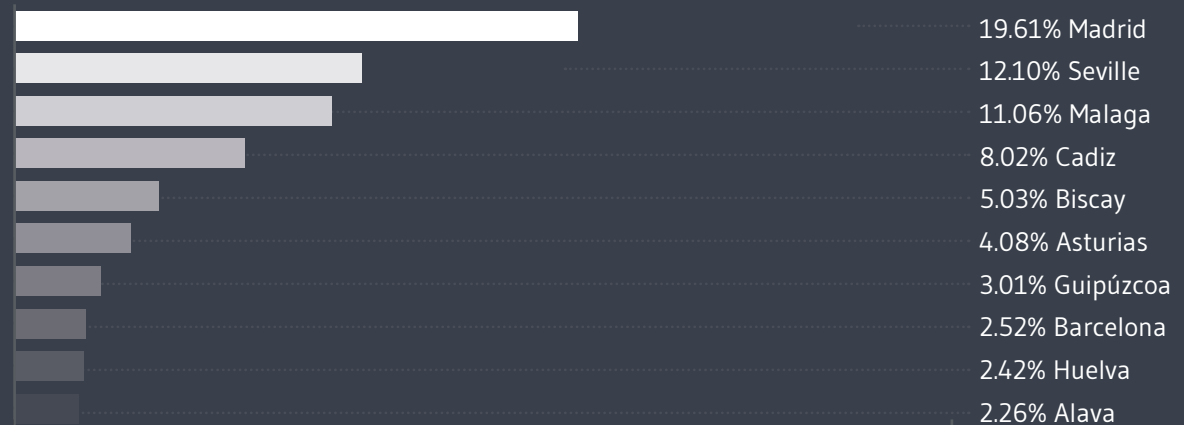 19.61% Madrid
12.10% Seville
11.06% Malaga
8.02% Cadiz
5.03% Biscay
4.08% Asturias
3.01% Guipúzcoa
2.52% Barcelona
2.42% Huelva
2.26% Alava